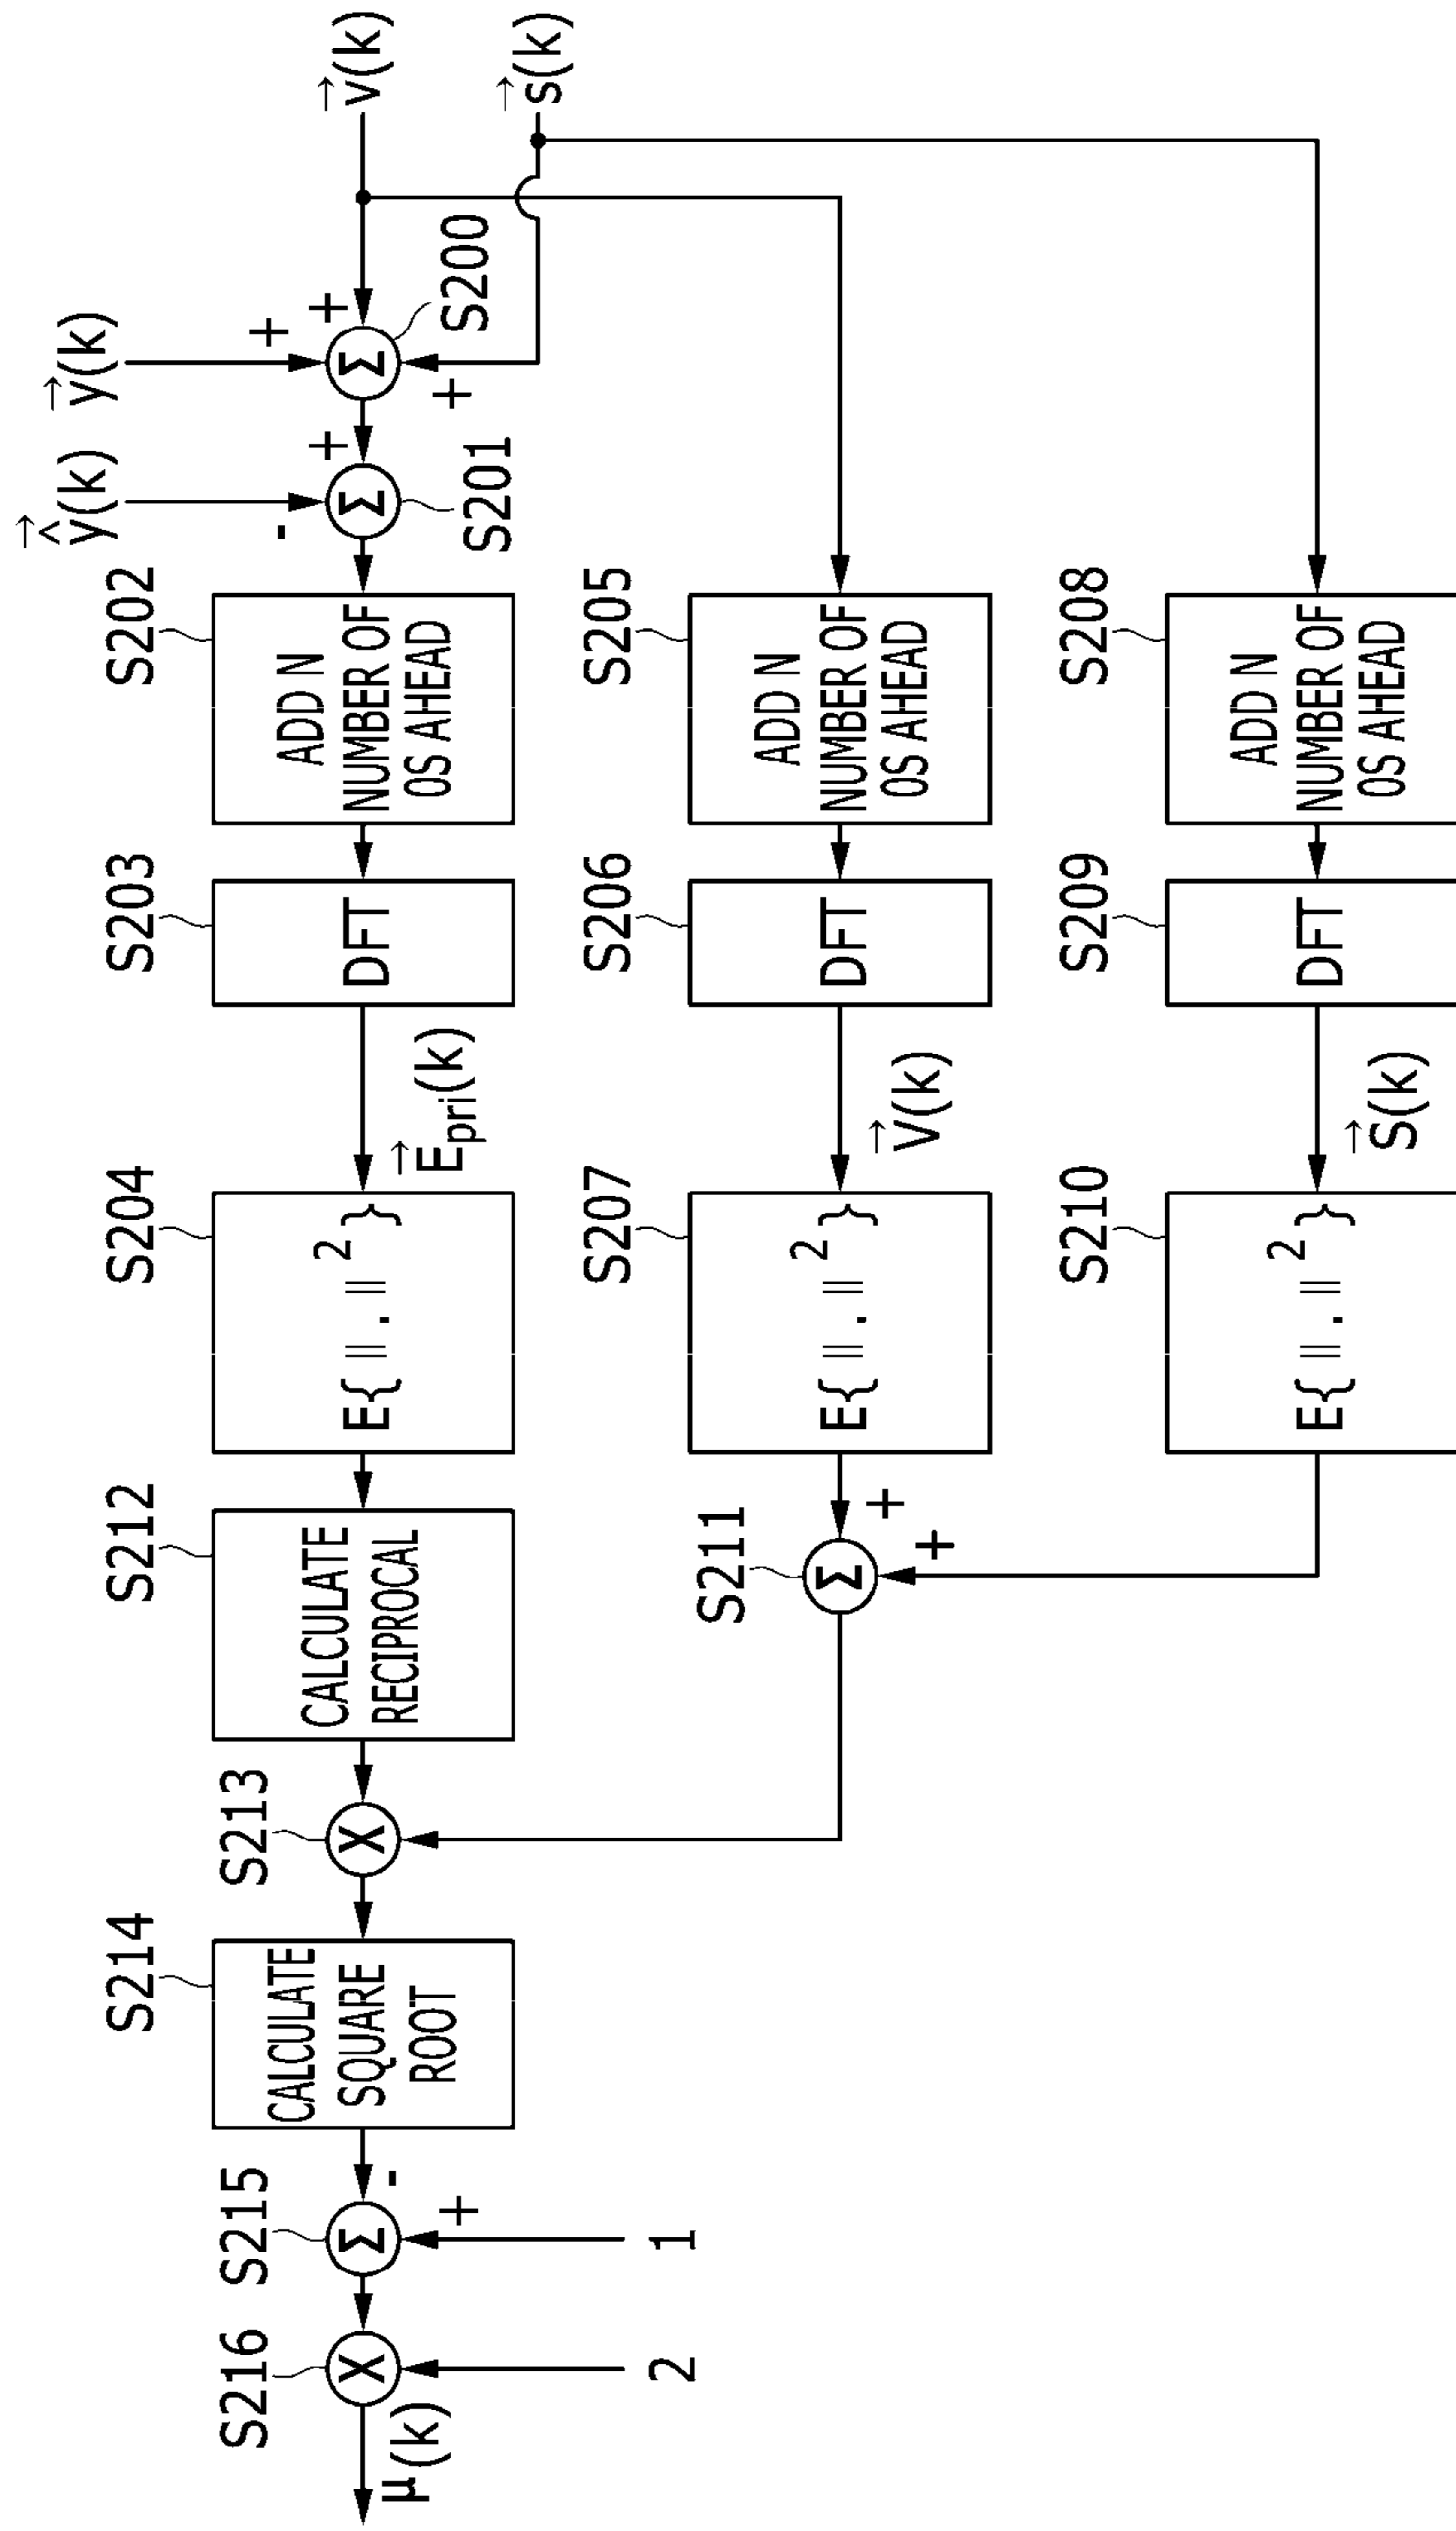 v⃗(k)
s⃗(k)
y⃗(k)
+
+
+
S200
ŷ⃗(k)
+
-
S201
S202
ADD N
NUMBER OF
0S AHEAD
S205
ADD N
NUMBER OF
0S AHEAD
S208
ADD N
NUMBER OF
0S AHEAD
S203
DFT
S206
DFT
S209
DFT
E⃗pri(k)
V⃗(k)
S⃗(k)
S204
E{ ||.||² }
S207
E{ ||.||² }
S210
E{ ||.||² }
S212
CALCULATE
RECIPROCAL
S211
Σ
+
+
S213
X
S214
CALCULATE
SQUARE
ROOT
S215
Σ
-
+
1
S216
X
2
μ(k)
Σ
Σ